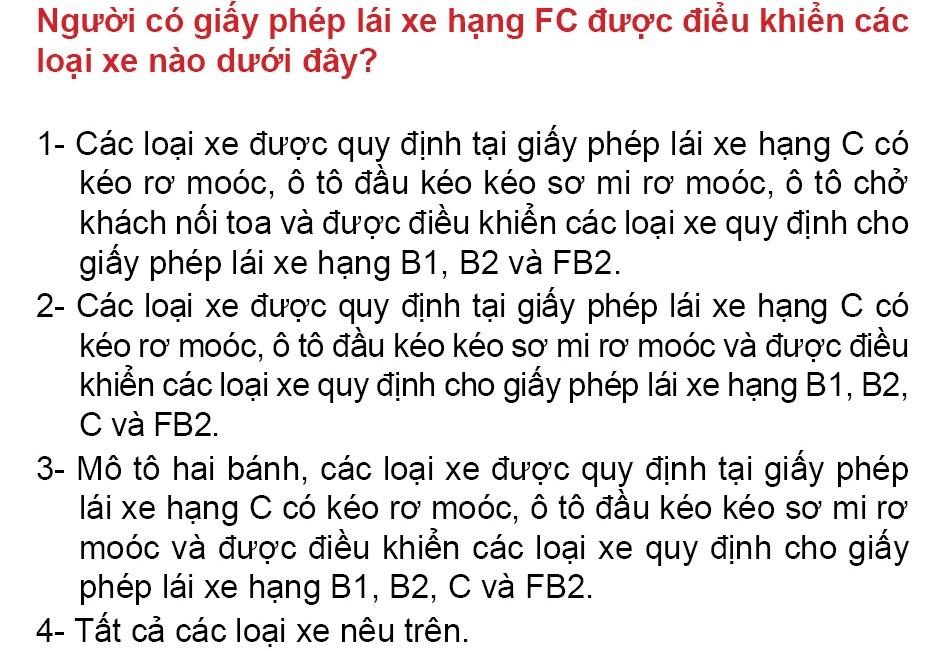 Người có giấy phép lái xe hạng FC được điều khiển các
loại xe nào dưới đây?
1- Các loại xe được quy định tại giấy phép lái xe hạng C có
kéo rơ moóc, ô tô đầu kéo kéo sơ mi rơ moóc, ô tô chở
khách nối toa và được điều khiển các loại xe quy định cho
giấy phép lái xe hạng B1, B2 và FB2.
2- Các loại xe được quy định tại giấy phép lái xe hạng C có
kéo rơ moóc, ô tô đầu kéo kéo sơ mi rơ moóc và được điều
khiển các loại xe quy định cho giấy phép lái xe hạng B1, B2,
C và FB2.
3- Mô tô hai bánh, các loại xe được quy định tại giấy phép
lái xe hạng C có kéo rơ moóc, ô tô đầu kéo kéo sơ mi rơ
moóc và được điều khiển các loại xe quy định cho giấy
phép lái xe hạng B1, B2, C và FB2.
4- Tất cả các loại xe nêu trên.